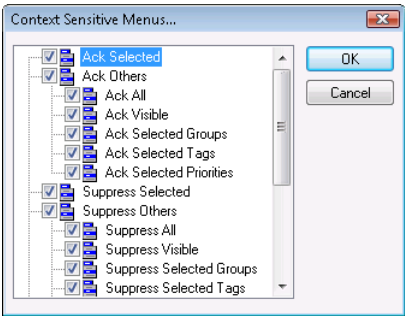 Context Sensitive Menus...
Ack Selected
OK
Ack Others
Cancel
Ack All
Ack Visible
Ack Selected Groups
Ack Selected Tags
Ack Selected Priorities
Suppress Selected
Suppress Others
Suppress All
Suppress Visible
Suppress Selected Groups
Suppress Selected Tags